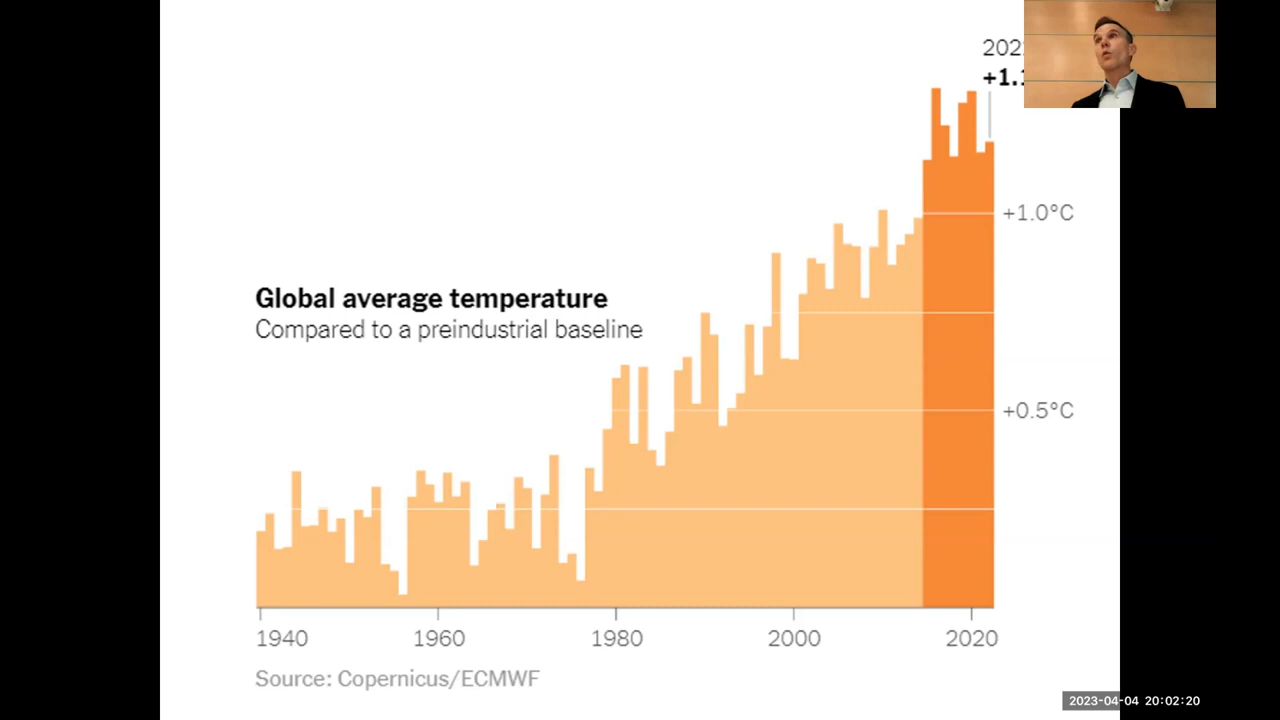 +1.0°C
Global average temperature
Compared to a preindustrial baseline
+0.5°C
1940 1960 1980 2000 2020
Source: Copernicus/ECMWF
2023-04-04 20:02:20